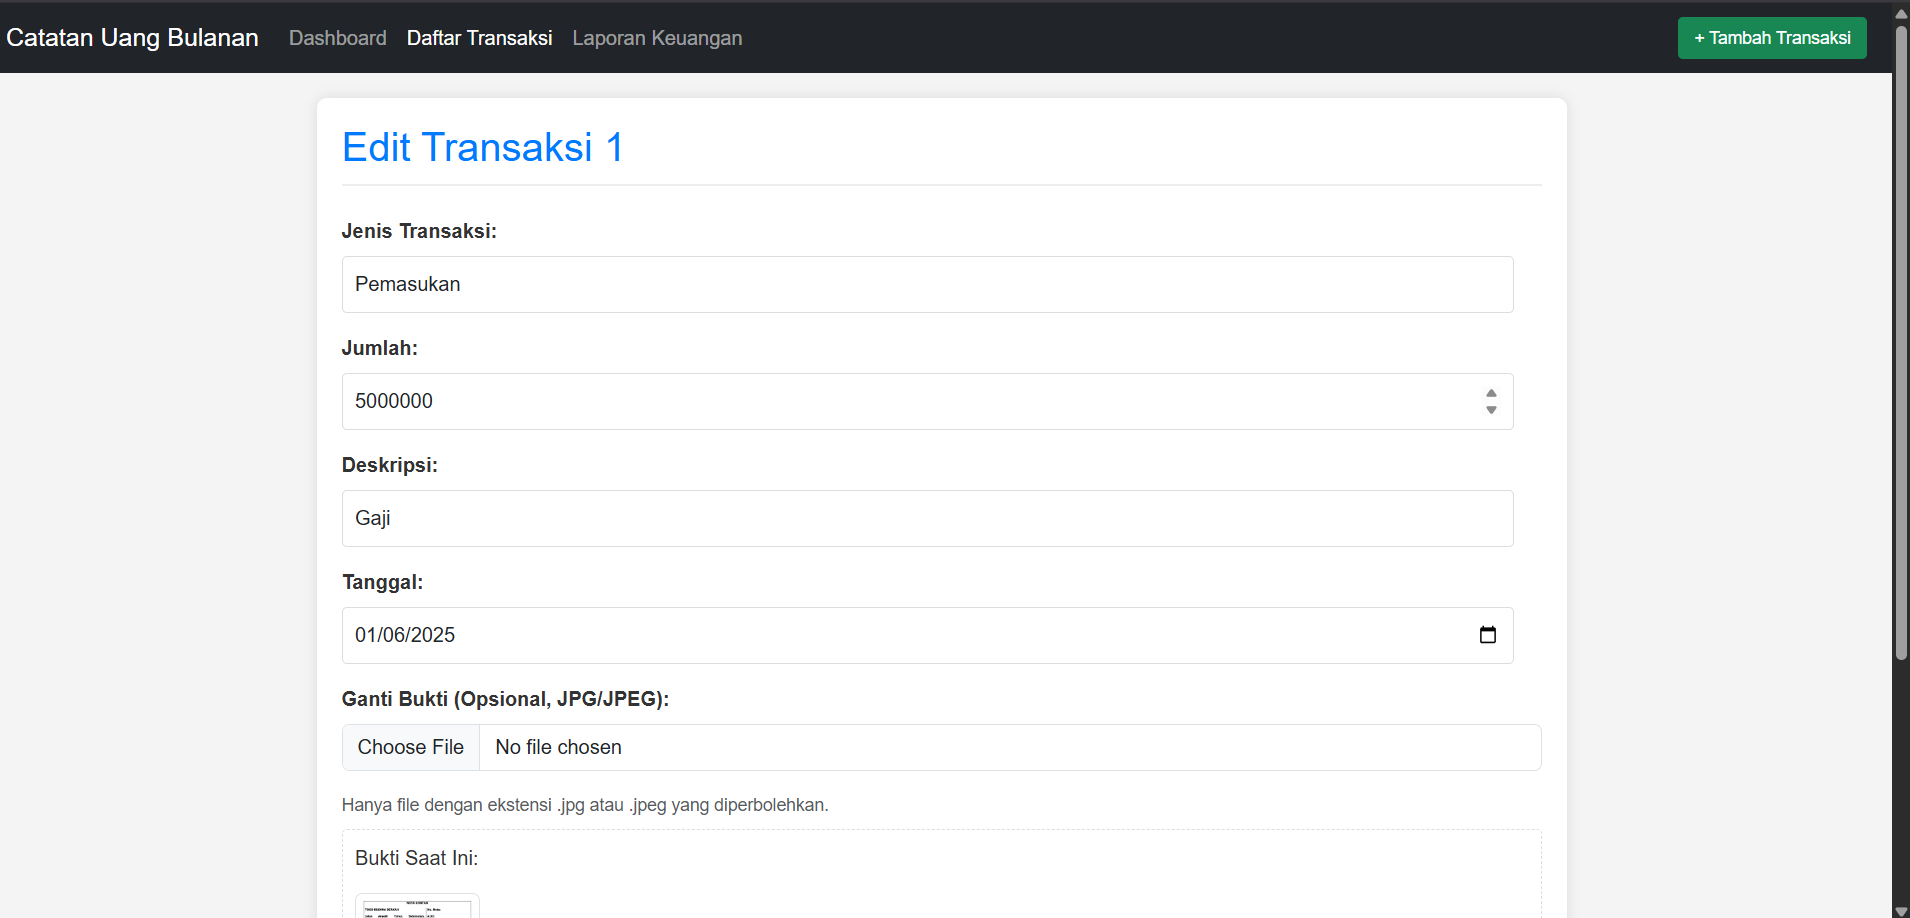 Catatan Uang Bulanan Dashboard Daftar Transaksi Laporan Keuangan + Tambah Transaksi
Edit Transaksi 1
Jenis Transaksi:
Pemasukan
Jumlah:
5000000
Deskripsi:
Gaji
Tanggal:
01/06/2025
Ganti Bukti (Opsional, JPG/JPEG):
Choose File No file chosen
Hanya file dengan ekstensi .jpg atau .jpeg yang diperbolehkan.
Bukti Saat Ini: